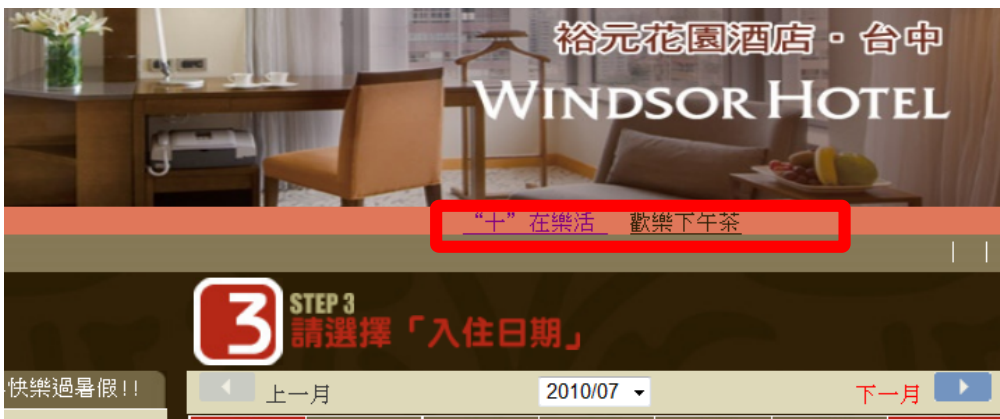 裕元花園酒店・台中
WINDSOR HOTEL
“十”在樂活 歡樂下午茶
| |
3 STEP 3
請選擇「入住日期」
快樂過暑假!!
上一月 2010/07 下一月